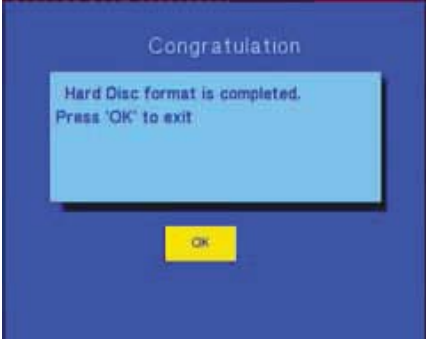 Congratulation
Hard Disc format is completed.
Press 'OK' to exit
OK